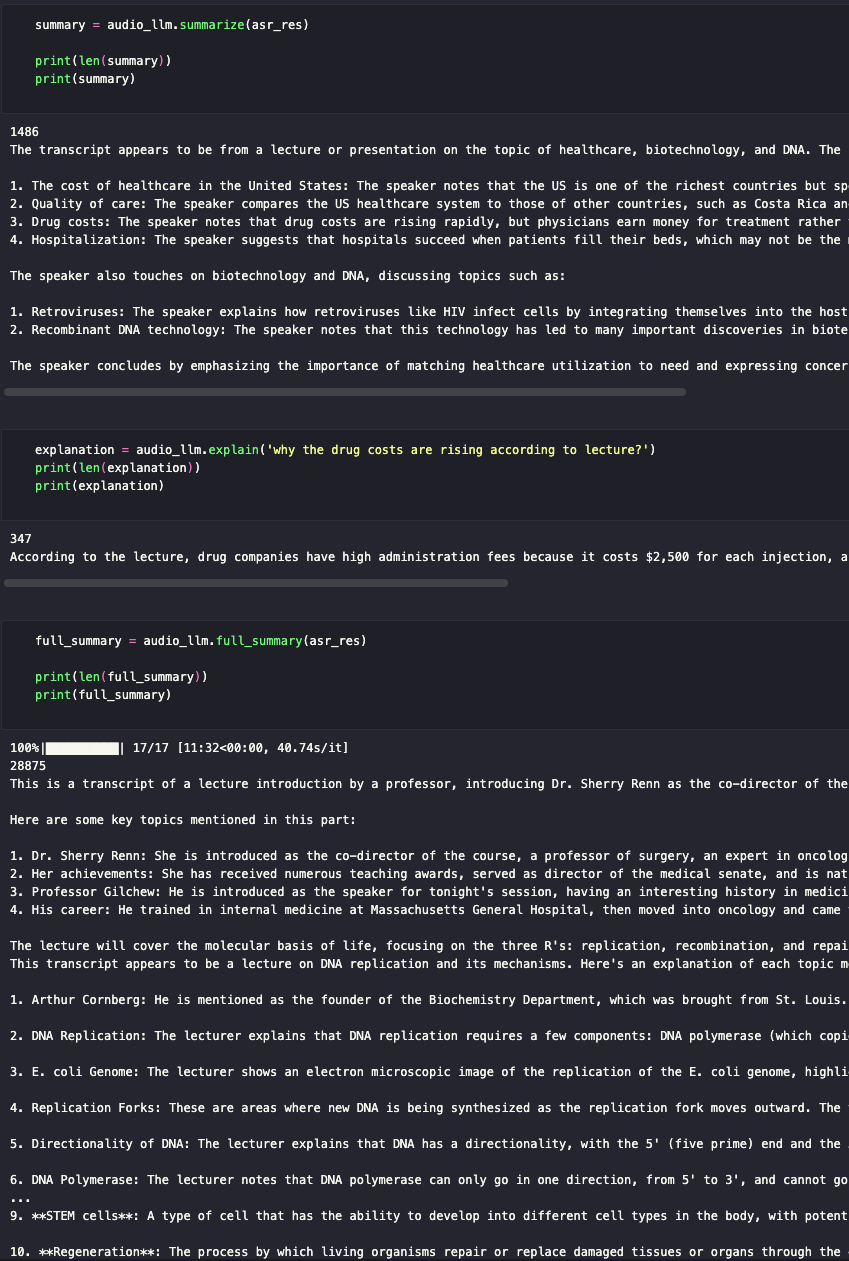 summary = audio_llm.summarize(asr_res)
print(len(summary))
print(summary)
1486
The transcript appears to be from a lecture or presentation on the topic of healthcare, biotechnology, and DNA. The
1. The cost of healthcare in the United States: The speaker notes that the US is one of the richest countries but sp
2. Quality of care: The speaker compares the US healthcare system to those of other countries, such as Costa Rica an
3. Drug costs: The speaker notes that drug costs are rising rapidly, but physicians earn money for treatment rather
4. Hospitalization: The speaker suggests that hospitals succeed when patients fill their beds, which may not be the
The speaker also touches on biotechnology and DNA, discussing topics such as:
1. Retroviruses: The speaker explains how retroviruses like HIV infect cells by integrating themselves into the host
2. Recombinant DNA technology: The speaker notes that this technology has led to many important discoveries in biote
The speaker concludes by emphasizing the importance of matching healthcare utilization to need and expressing concer
explanation = audio_llm.explain('why the drug costs are rising according to lecture?')
print(len(explanation))
print(explanation)
347
According to the lecture, drug companies have high administration fees because it costs $2,500 for each injection, a
full_summary = audio_llm.full_summary(asr_res)
print(len(full_summary))
print(full_summary)
100%|██████████| 17/17 [11:32<00:00, 40.74s/it]
28875
This is a transcript of a lecture introduction by a professor, introducing Dr. Sherry Renn as the co-director of the
Here are some key topics mentioned in this part:
1. Dr. Sherry Renn: She is introduced as the co-director of the course, a professor of surgery, an expert in oncolog
2. Her achievements: She has received numerous teaching awards, served as director of the medical senate, and is nat
3. Professor Gilchew: He is introduced as the speaker for tonight's session, having an interesting history in medici
4. His career: He trained in internal medicine at Massachusetts General Hospital, then moved into oncology and came
The lecture will cover the molecular basis of life, focusing on the three R's: replication, recombination, and repai
This transcript appears to be a lecture on DNA replication and its mechanisms. Here's an explanation of each topic m
1. Arthur Cornberg: He is mentioned as the founder of the Biochemistry Department, which was brought from St. Louis.
2. DNA Replication: The lecturer explains that DNA replication requires a few components: DNA polymerase (which copi
3. E. coli Genome: The lecturer shows an electron microscopic image of the replication of the E. coli genome, highli
4. Replication Forks: These are areas where new DNA is being synthesized as the replication fork moves outward. The
5. Directionality of DNA: The lecturer explains that DNA has a directionality, with the 5' (five prime) end and the
6. DNA Polymerase: The lecturer notes that DNA polymerase can only go in one direction, from 5' to 3', and cannot go
...
9. **STEM cells**: A type of cell that has the ability to develop into different cell types in the body, with potent
10. **Regeneration**: The process by which living organisms repair or replace damaged tissues or organs through the